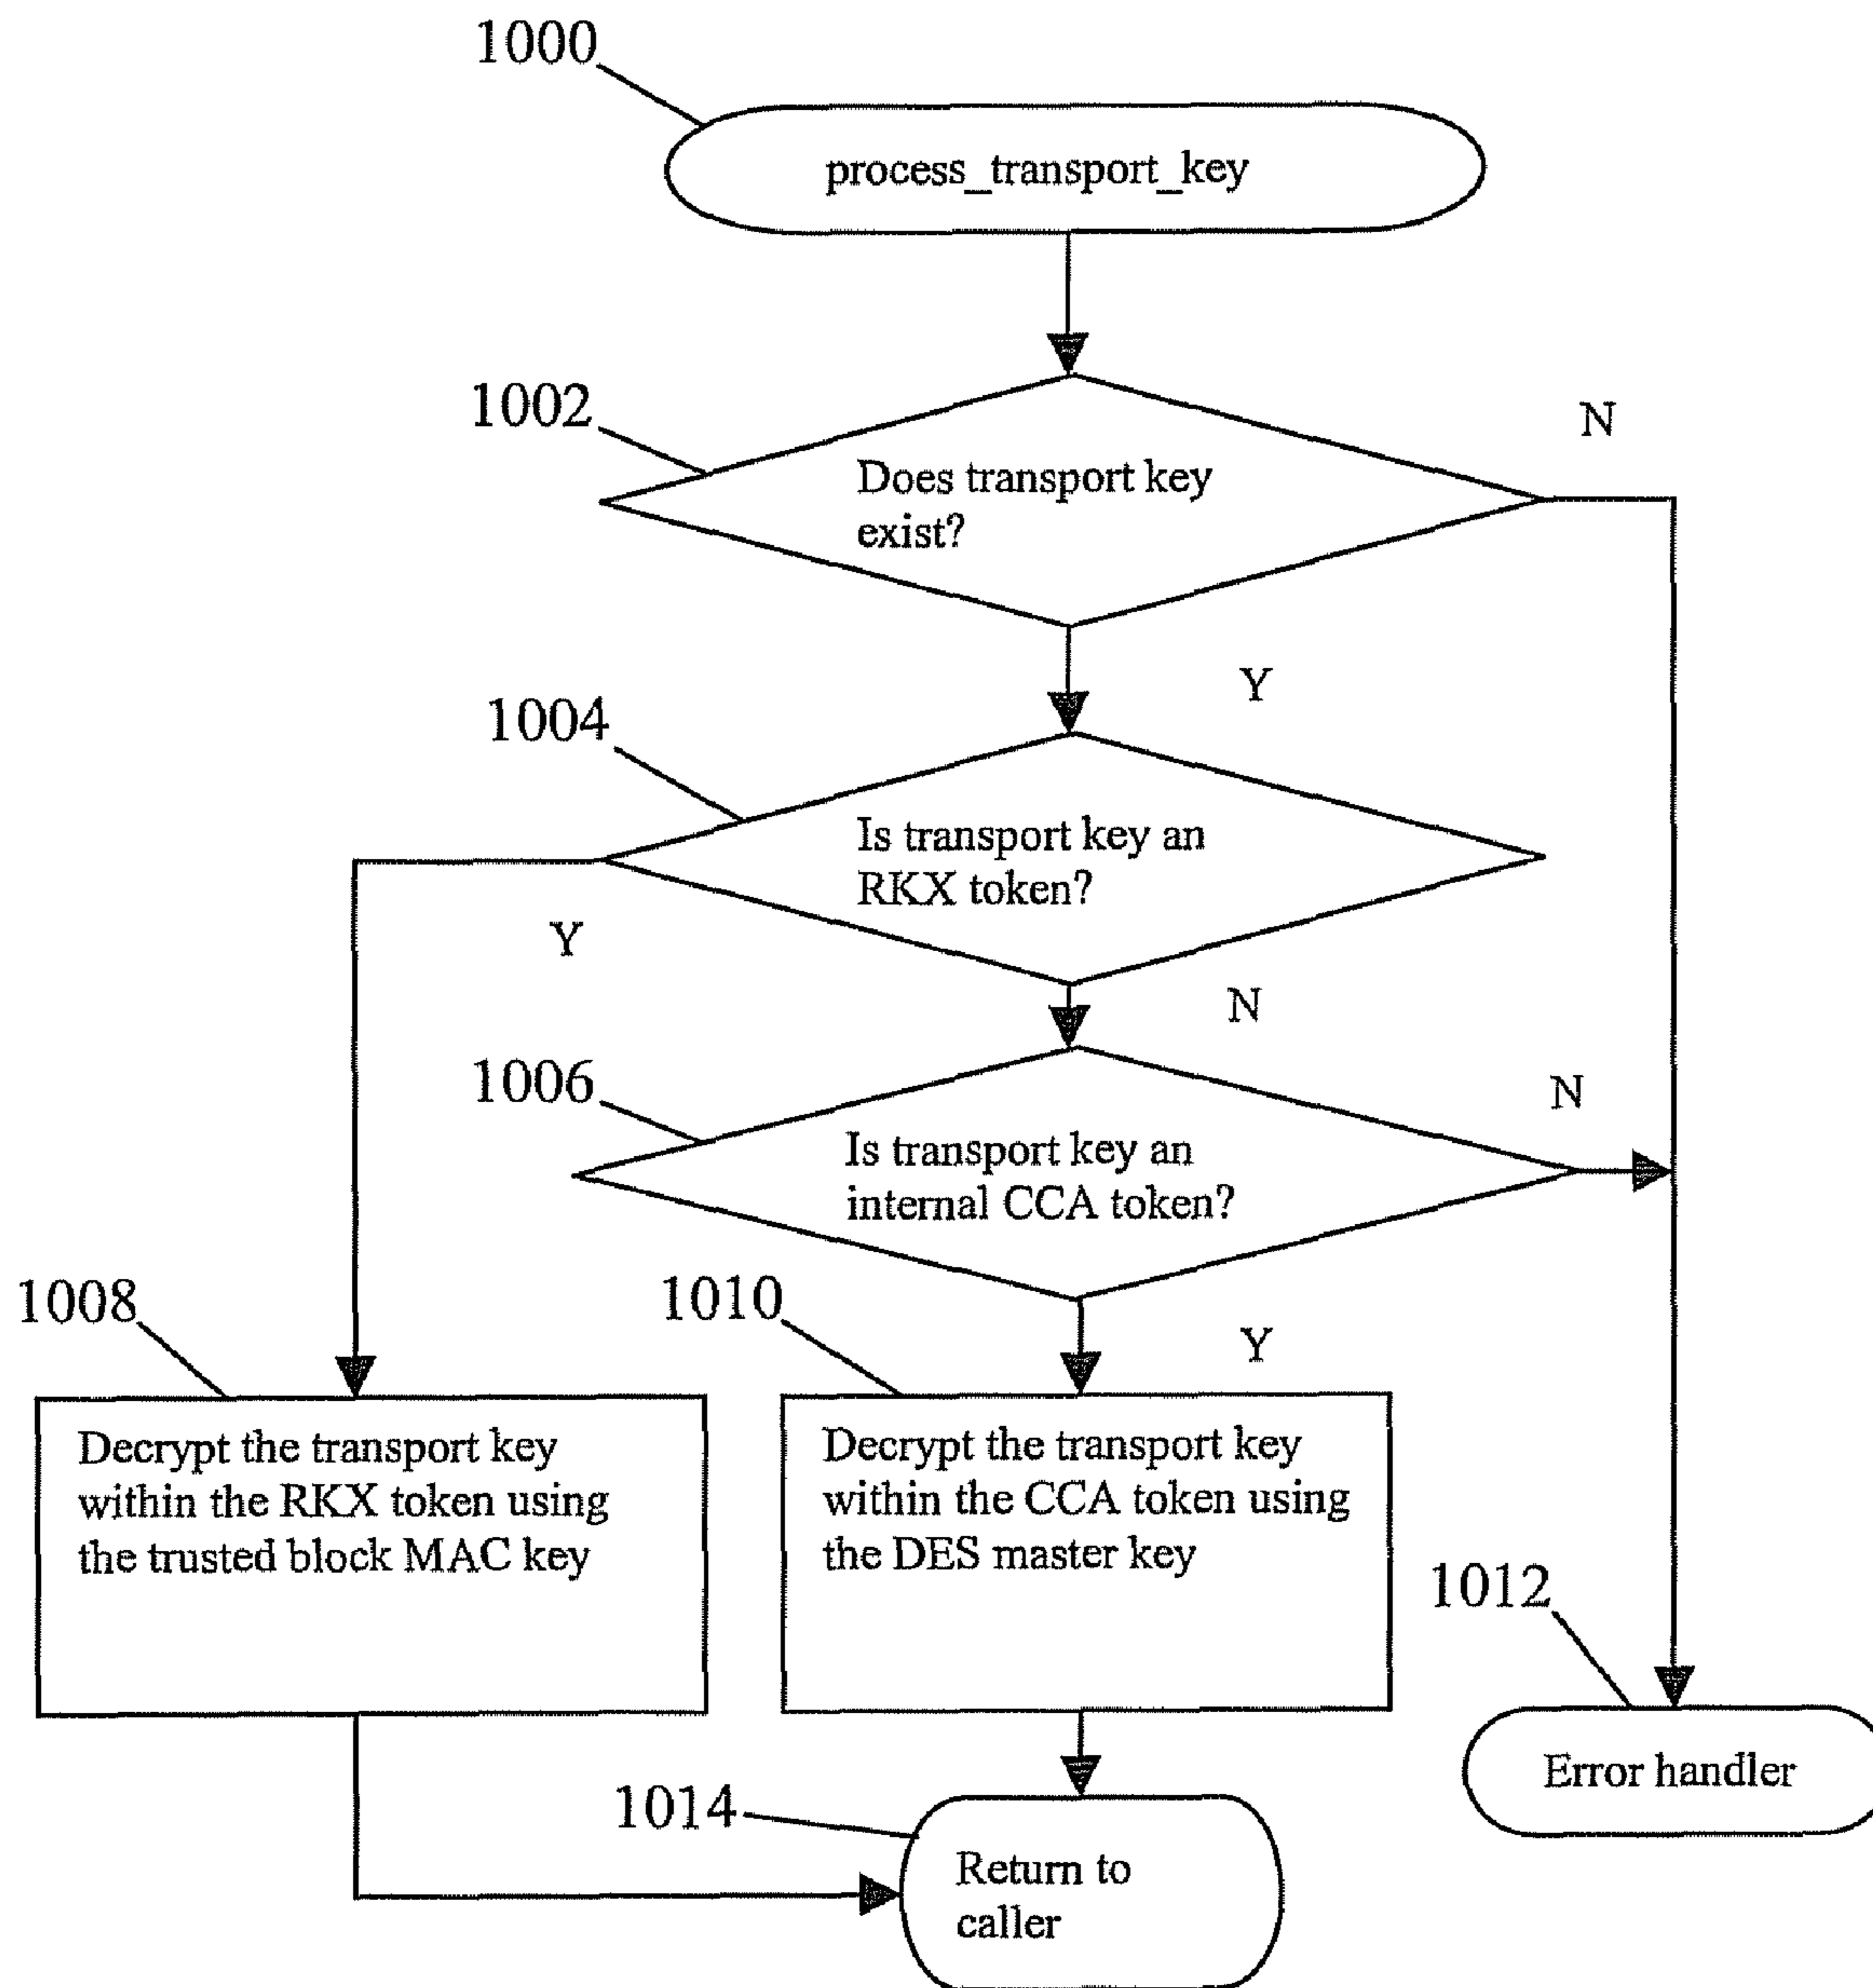 1000
process_transport_key
1002
N
Does transport key
exist?
Y
1004
Is transport key an
RKX token?
Y
N
1006
N
Is transport key an
internal CCA token?
1008
1010
Y
Decrypt the transport key
within the RKX token using
the trusted block MAC key
Decrypt the transport key
within the CCA token using
the DES master key
1012
Error handler
1014
Return to
caller